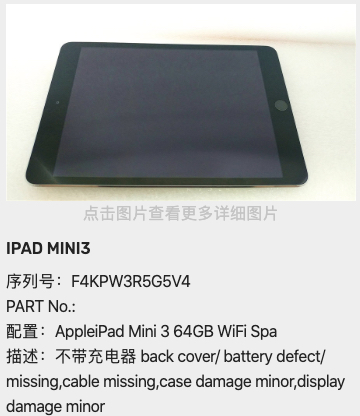 点击图片查看更多详细图片
IPAD MINI3
序列号：F4KPW3R5G5V4
PART No.:
配置：AppleiPad Mini 3 64GB WiFi Spa
描述：不带充电器 back cover/ battery defect/
missing,cable missing,case damage minor,display
damage minor